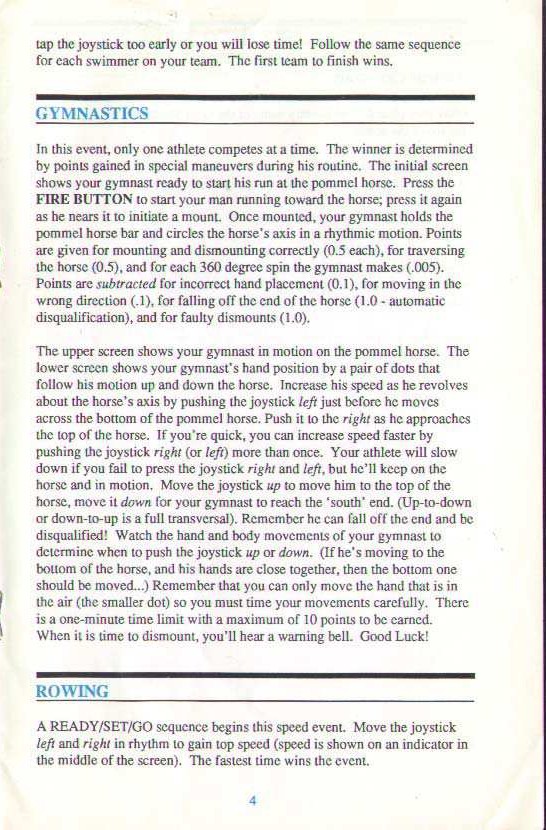 tap the joystick too early or you will lose time! Follow the same sequence
for each swimmer on your team. The first team to finish wins.
GYMNASTICS
In this event, only one athlete competes at a time. The winner is determined
by points gained in special maneuvers during his routine. The initial screen
shows your gymnast ready to start his run at the pommel horse. Press the
FIRE BUTTON to start your man running toward the horse; press it again
as he nears it to initiate a mount. Once mounted, your gymnast holds the
pommel horse bar and circles the horse's axis in a rhythmic motion. Points
are given for mounting and dismounting correctly (0.5 each), for traversing
the horse (0.5), and for each 360 degree spin the gymnast makes (.005).
Points are subtracted for incorrect hand placement (0.1), for moving in the
wrong direction (.1), for falling off the end of the horse (1.0 - automatic
disqualification), and for faulty dismounts (1.0).
The upper screen shows your gymnast in motion on the pommel horse. The
lower screen shows your gymnast's hand position by a pair of dots that
follow his motion up and down the horse. Increase his speed as he revolves
about the horse's axis by pushing the joystick left just before he moves
across the bottom of the pommel horse. Push it to the right as he approaches
the top of the horse. If you're quick, you can increase speed faster by
pushing the joystick right (or left) more than once. Your athlete will slow
down if you fail to press the joystick right and left, but he'll keep on the
horse and in motion. Move the joystick up to move him to the top of the
horse, move it down for your gymnast to reach the 'south' end. (Up-to-down
or down-to-up is a full transversal). Remember he can fall off the end and be
disqualified! Watch the hand and body movements of your gymnast to
determine when to push the joystick up or down. (If he's moving to the
bottom of the horse, and his hands are close together, then the bottom one
should be moved...) Remember that you can only move the hand that is in
the air (the smaller dot) so you must time your movements carefully. There
is a one-minute time limit with a maximum of 10 points to be earned.
When it is time to dismount, you'll hear a warning bell. Good Luck!
ROWING
A READY/SET/GO sequence begins this speed event. Move the joystick
left and right in rhythm to gain top speed (speed is shown on an indicator in
the middle of the screen). The fastest time wins the event.
4